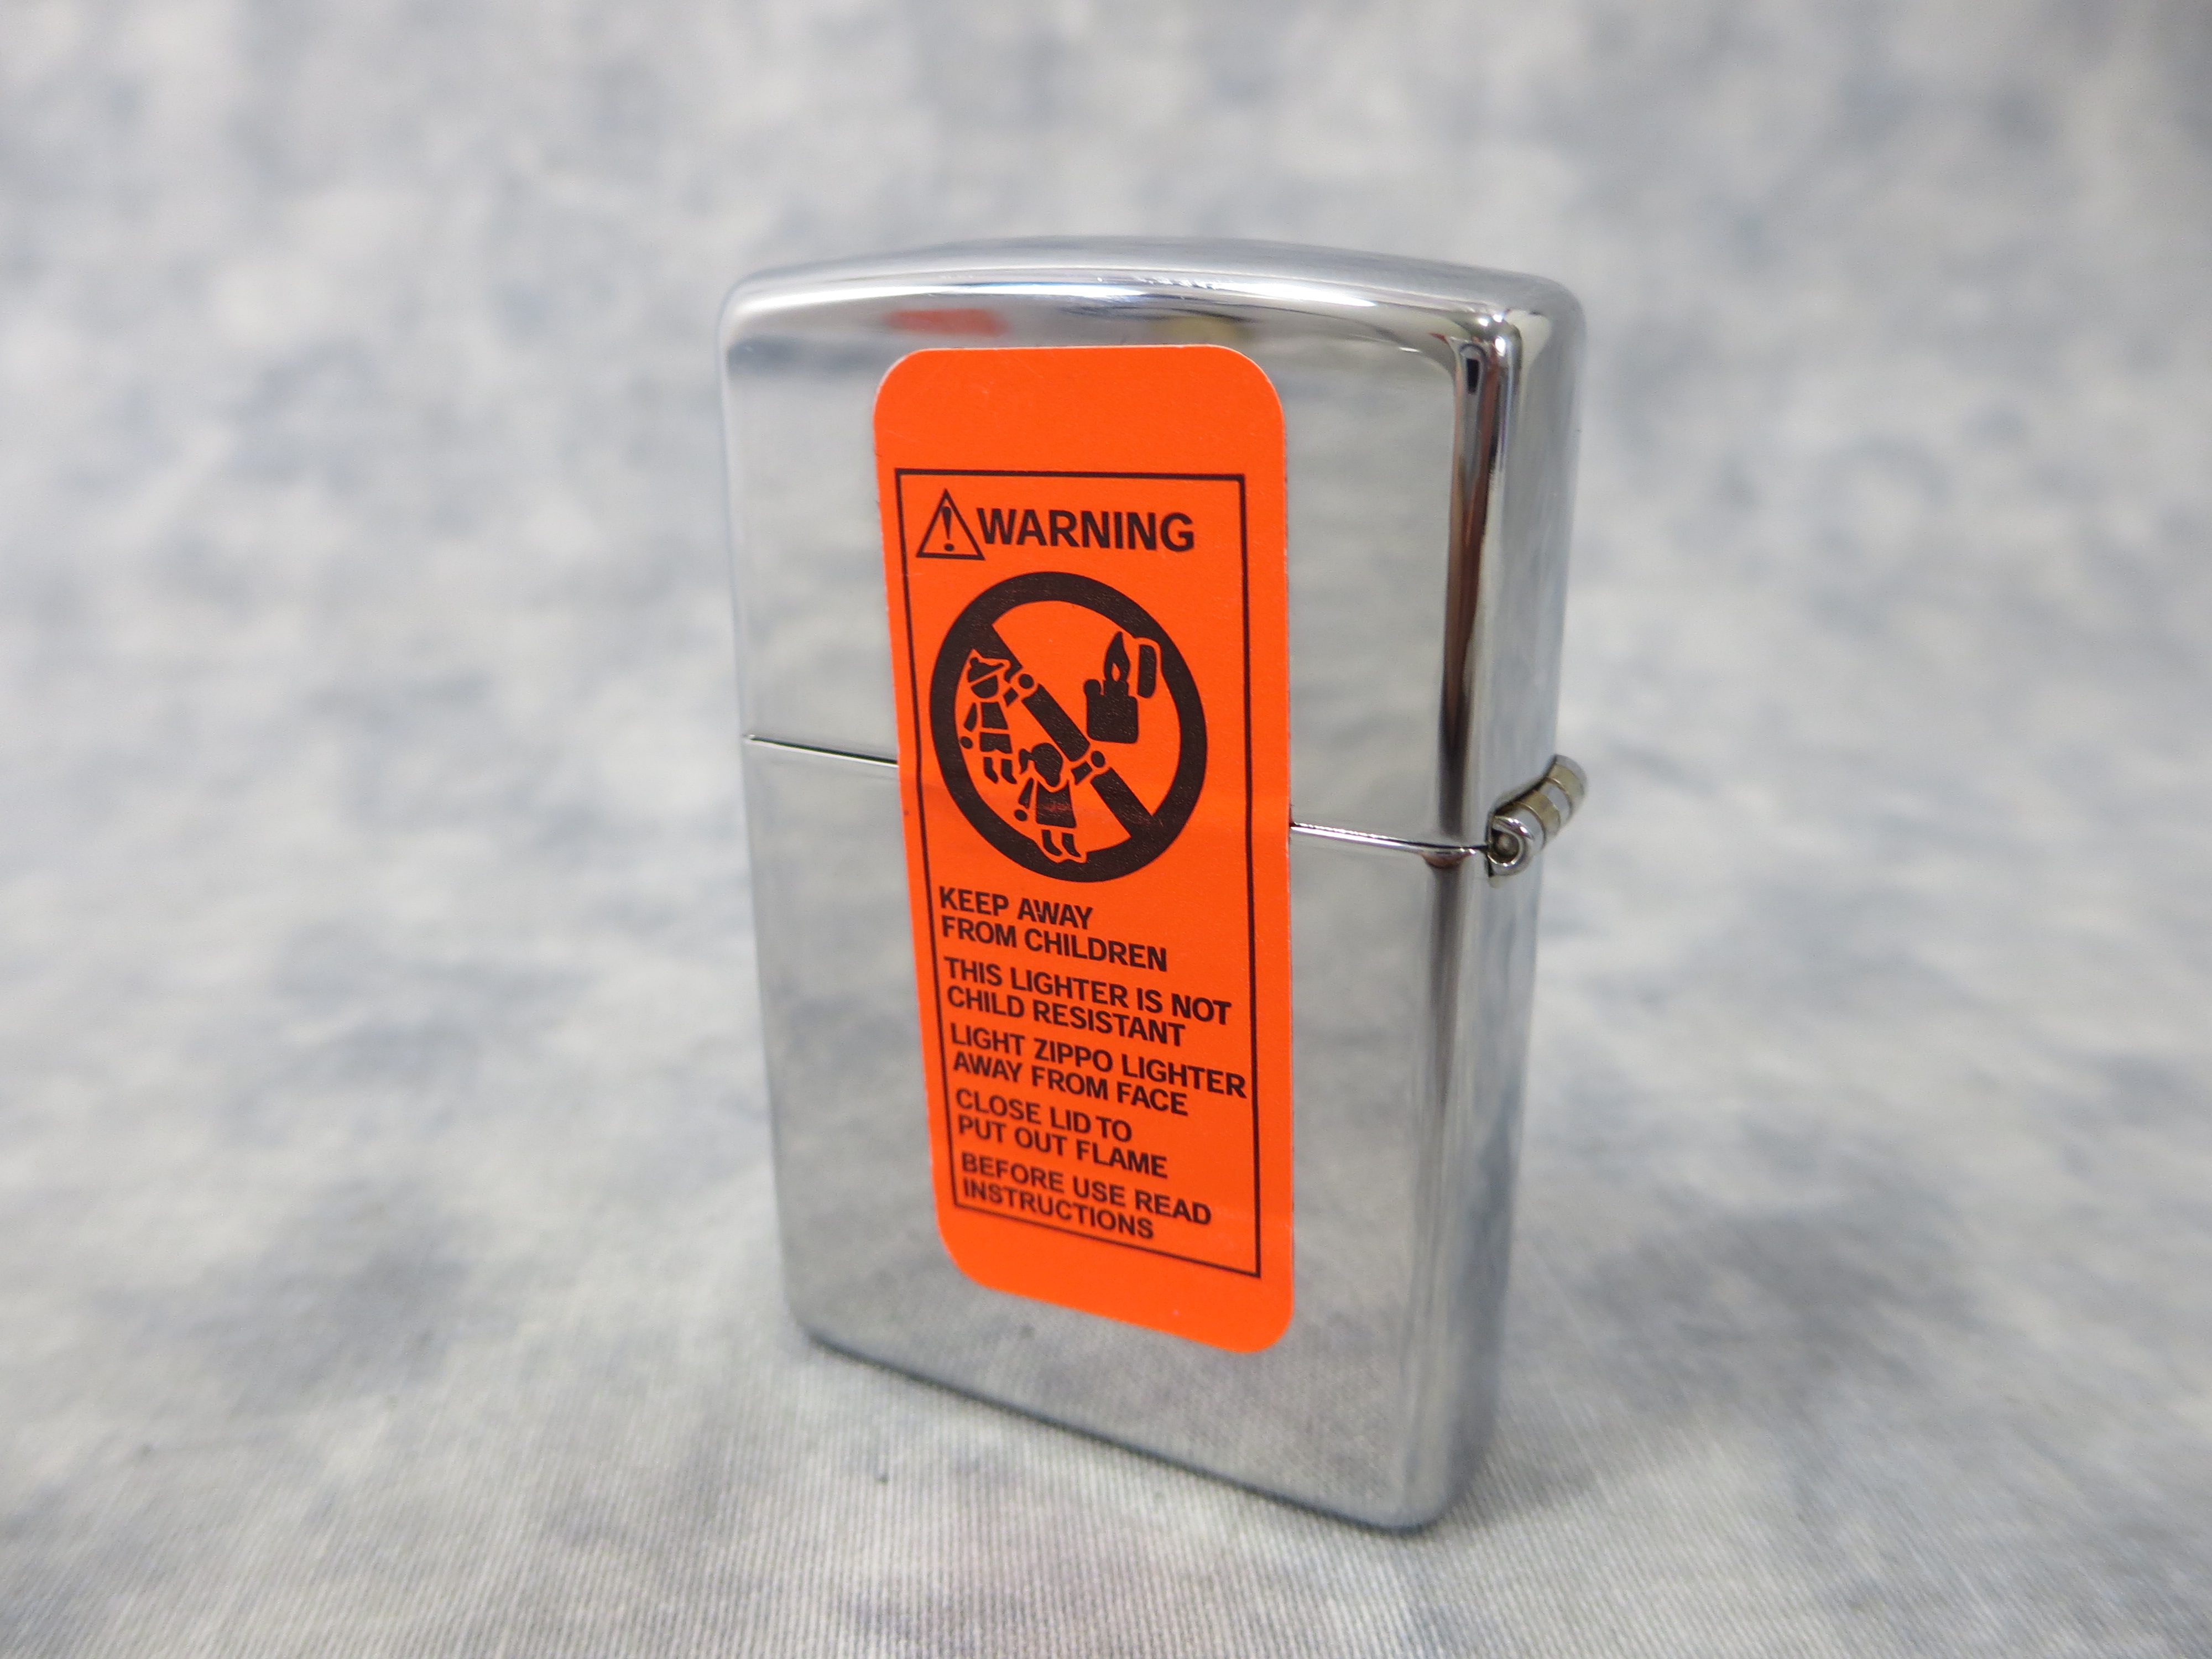 WARNING
KEEP AWAY
FROM CHILDREN
THIS LIGHTER IS NOT
CHILD RESISTANT
LIGHT ZIPPO LIGHTER
AWAY FROM FACE
CLOSE LID TO
PUT OUT FLAME
BEFORE USE READ
INSTRUCTIONS